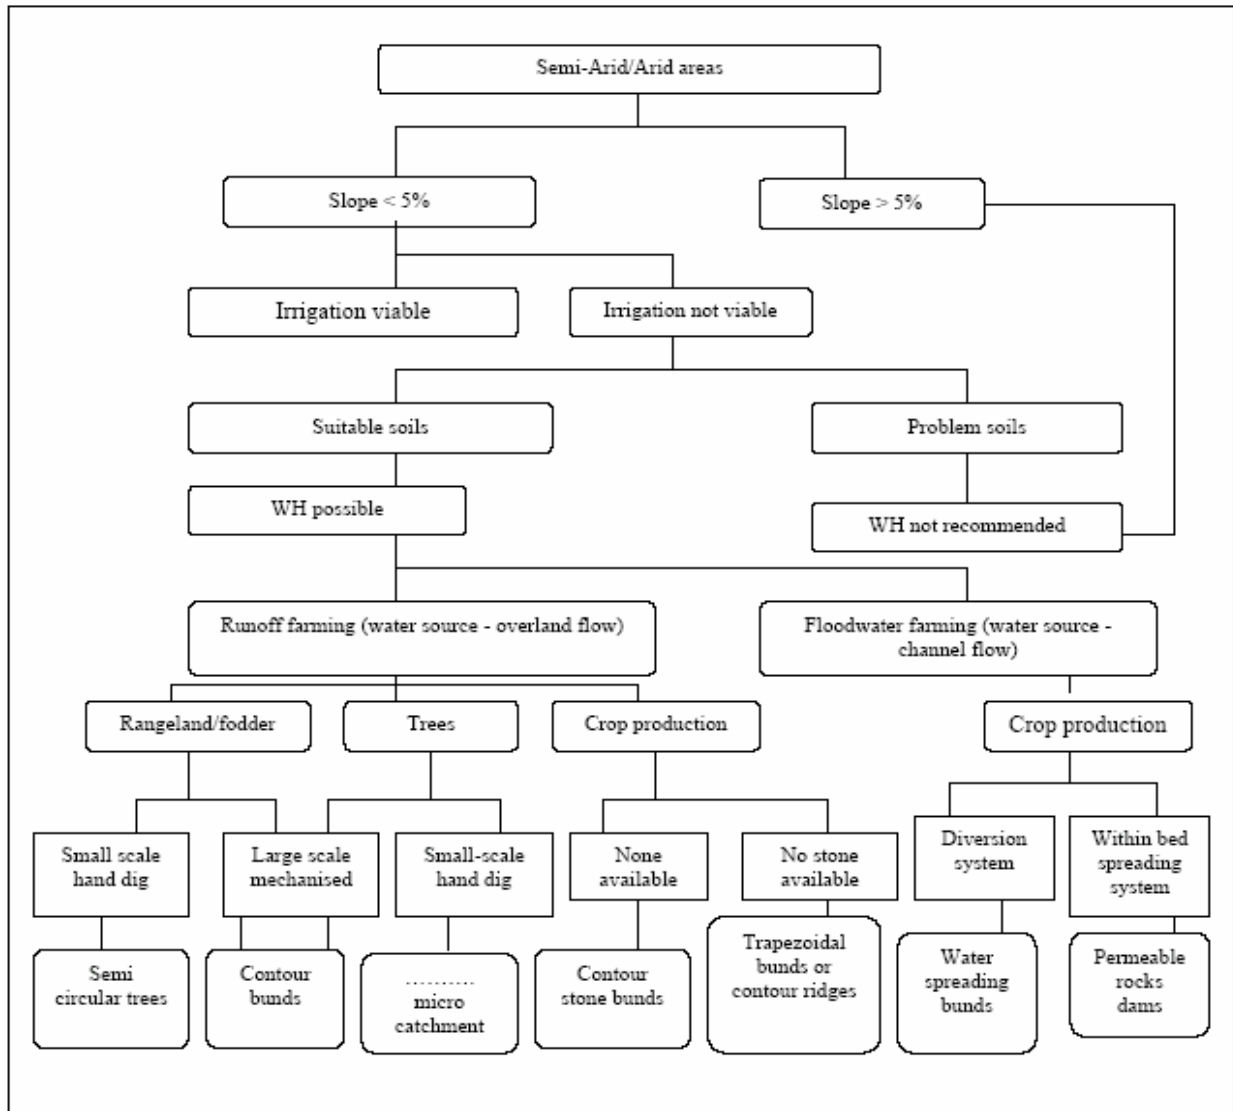 Semi-Arid/Arid areas
Slope < 5%
Slope > 5%
Irrigation viable
Irrigation not viable
Suitable soils
Problem soils
WH possible
WH not recommended
Runoff farming (water source - overland flow)
Floodwater farming (water source -
channel flow)
Rangeland/fodder
Trees
Crop production
Crop production
Small scale
hand dig
Large scale
mechanised
Small-scale
hand dig
None
available
No stone
available
Diversion
system
Within bed
spreading
system
Semi
circular trees
Contour
bunds
..........
micro
catchment
Contour
stone bunds
Trapezoidal
bunds or
contour ridges
Water
spreading
bunds
Permeable
rocks
dams